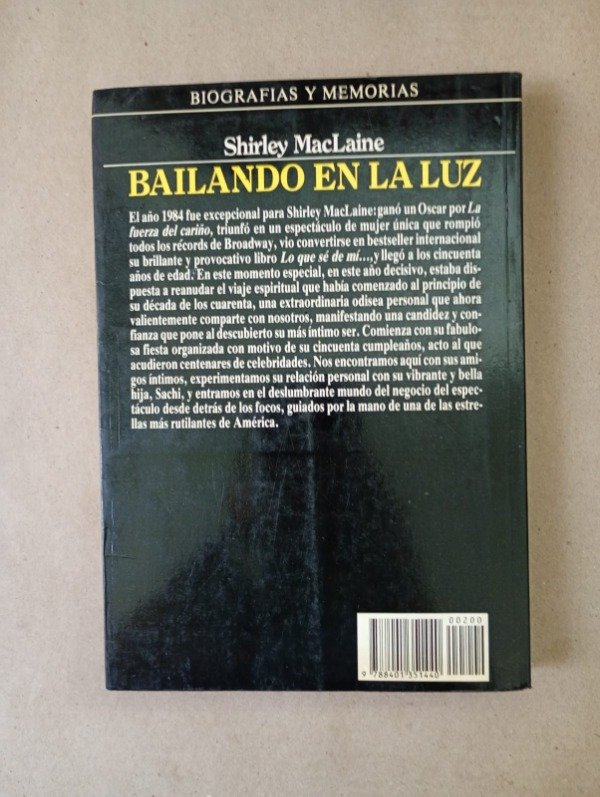 BIOGRAFIAS Y MEMORIAS
Shirley MacLaine
BAILANDO EN LA LUZ
El año 1984 fue excepcional para Shirley MacLaine: ganó un Oscar por La
fuerza del cariño, triunfó en un espectáculo de mujer única que rompió
todos los récords de Broadway, vio convertirse en bestseller internacional
su brillante y provocativo libro Lo que sé de mí..., y llegó a los cincuenta
años de edad. En este momento especial, en este año decisivo, estaba dis-
puesta a reanudar el viaje espiritual que había comenzado al principio de
su década de los cuarenta, una extraordinaria odisea personal que ahora
valientemente comparte con nosotros, manifestando una candidez y con-
fianza que pone al descubierto su más íntimo ser. Comienza con su fabulo-
sa fiesta organizada con motivo de su cincuenta cumpleaños, acto al que
acudieron centenares de celebridades. Nos encontramos aquí con sus ami-
gos íntimos, experimentamos su relación personal con su vibrante y bella
hija, Sachi, y entramos en el deslumbrante mundo del negocio del espec-
táculo desde detrás de los focos, guiados por la mano de una de las estre-
llas más rutilantes de América.
00200
9 788401 351440